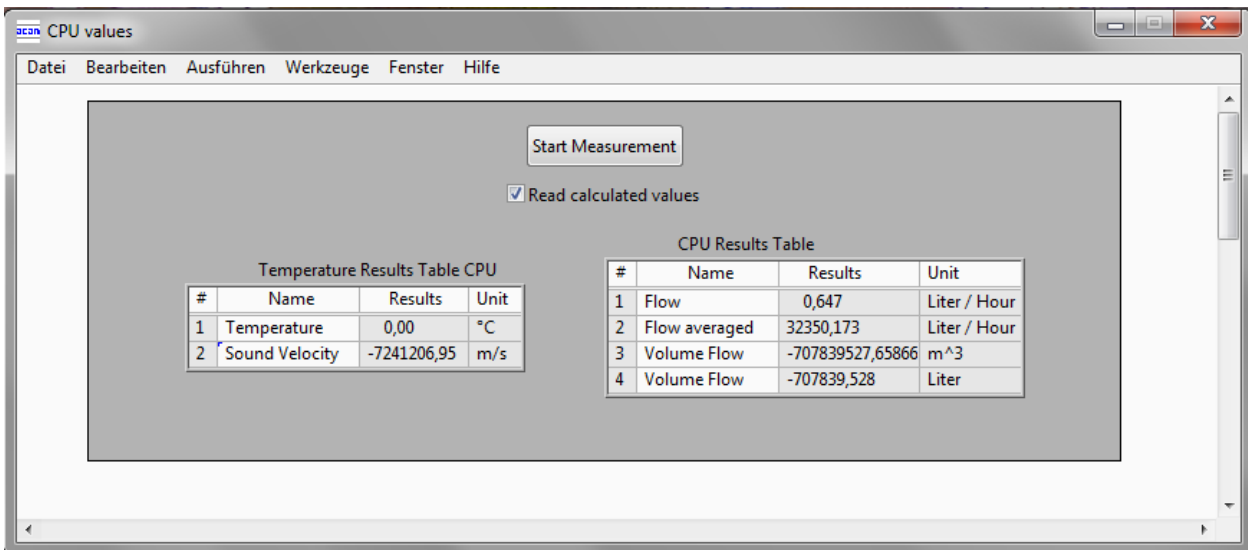 acan CPU values
Datei Bearbeiten Ausführen Werkzeuge Fenster Hilfe
Start Measurement
Read calculated values
Temperature Results Table CPU
# Name Results Unit
1 Temperature 0,00 °C
2 Sound Velocity -7241206,95 m/s
CPU Results Table
# Name Results Unit
1 Flow 0,647 Liter / Hour
2 Flow averaged 32350,173 Liter / Hour
3 Volume Flow -707839527,65866 m^3
4 Volume Flow -707839,528 Liter